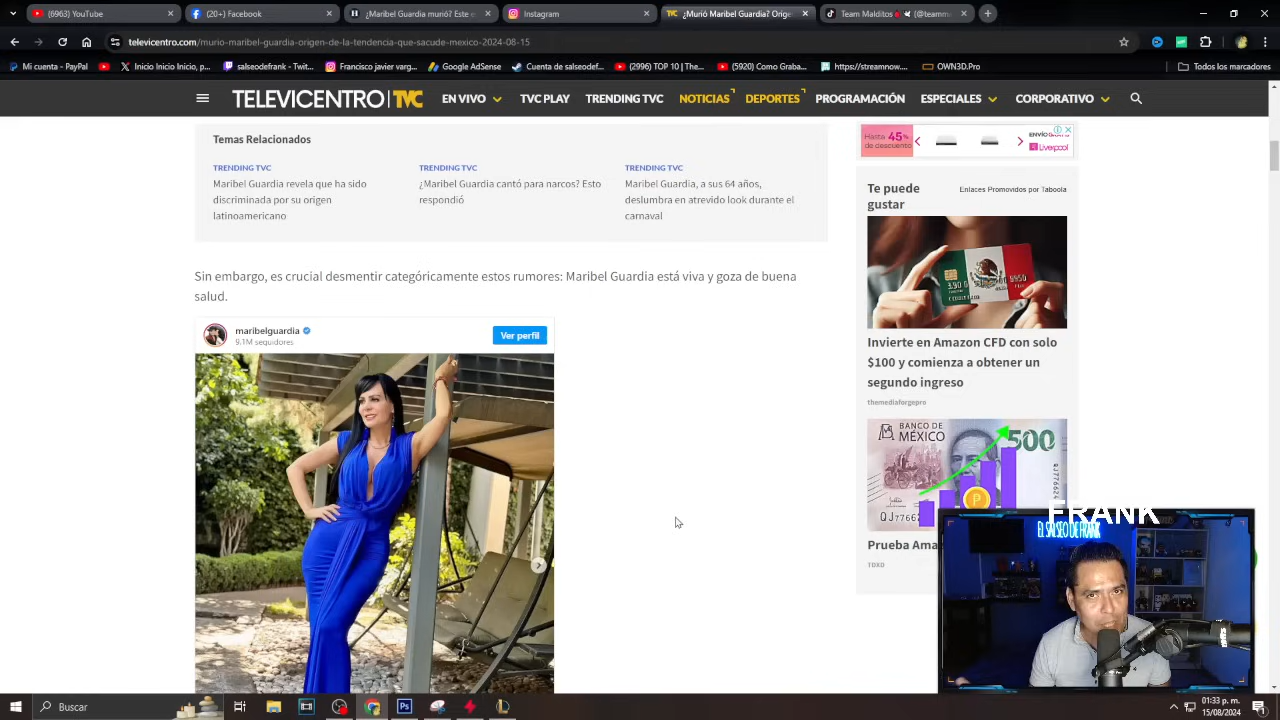 (6963) YouTube
(20+) Facebook
¿Maribel Guardia murió? Este e
Instagram
¿Murió Maribel Guardia? Orige
Team Malditos
(@teamm
televicentro.com/murio-maribel-guardia-origen-de-la-tendencia-que-sacude-mexico-2024-08-15
Mi cuenta - PayPal
Inicio Inicio Inicio, p...
salseodefrank - Twit...
Francisco javier varg...
Google AdSense
Cuenta de salseodef...
(2996) TOP 10 | The...
(5920) Como Graba...
https://streamnow...
OWN3D.Pro
Todos los marcadores
TELEVICENTRO TVC
EN VIVO
TVC PLAY
TRENDING TVC
NOTICIAS
DEPORTES
PROGRAMACIÓN
ESPECIALES
CORPORATIVO
Temas Relacionados
TRENDING TVC
Maribel Guardia revela que ha sido
discriminada por su origen
latinoamericano
TRENDING TVC
¿Maribel Guardia cantó para narcos? Esto
respondió
TRENDING TVC
Maribel Guardia, a sus 64 años,
deslumbra en atrevido look durante el
carnaval
Sin embargo, es crucial desmentir categóricamente estos rumores: Maribel Guardia está viva y goza de buena
salud.
maribelguardia
9.1M seguidores
Ver perfil
Hasta
45%
de descuento
Liverpool
Te puede
gustar
Enlaces Promovidos por Taboola
Invierte en Amazon CFD con solo
$100 y comienza a obtener un
segundo ingreso
themediaforgepro
BANCO DE
MÉXICO
500
Prueba Ama
TDXD
FRANK
EL SALSEO DE FRANK
Buscar
01:33 p. m.
15/08/2024